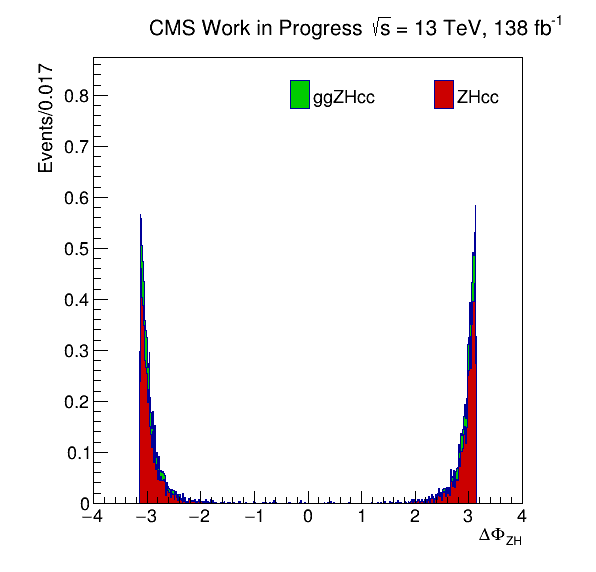 CMS Work in Progress √s = 13 TeV, 138 fb-1
Events/0.017
ggZHcc ZHcc
0.8
0.7
0.6
0.5
0.4
0.3
0.2
0.1
0
−4 −3 −2 −1 0 1 2 3 4
ΔΦZH